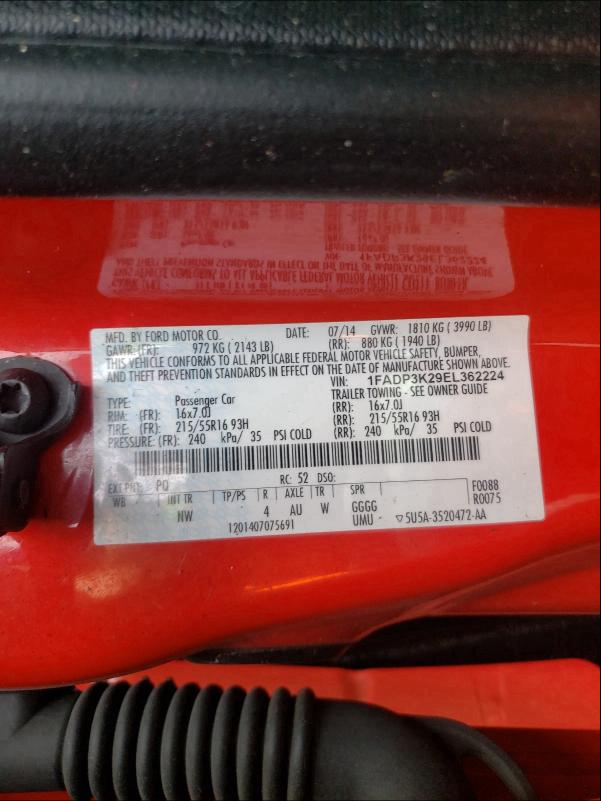 MFD. BY FORD MOTOR CO. DATE: 07/14 GVWR: 1810 KG ( 3990 LB)
GAWR: (FR): 972 KG ( 2143 LB) (RR): 880 KG ( 1940 LB)
THIS VEHICLE CONFORMS TO ALL APPLICABLE FEDERAL MOTOR VEHICLE SAFETY, BUMPER,
AND THEFT PREVENTION STANDARDS IN EFFECT ON THE DATE OF MANUFACTURE SHOWN ABOVE.
VIN: 1FADP3K29EL362224
TYPE: Passenger Car TRAILER TOWING - SEE OWNER GUIDE
RIM: (FR): 16x7.0J (RR): 16x7.0J
TIRE: (FR): 215/55R16 93H (RR): 215/55R16 93H
PRESSURE: (FR): 240 kPa/ 35 PSI COLD (RR): 240 kPa/ 35 PSI COLD
EXT PNT: PQ RC: 52 DSO:
WB INT TR TP/PS R AXLE TR SPR F0088
NW 4 AU W GGGG R0075
1201407075691 UMU ▽5U5A-3520472-AA